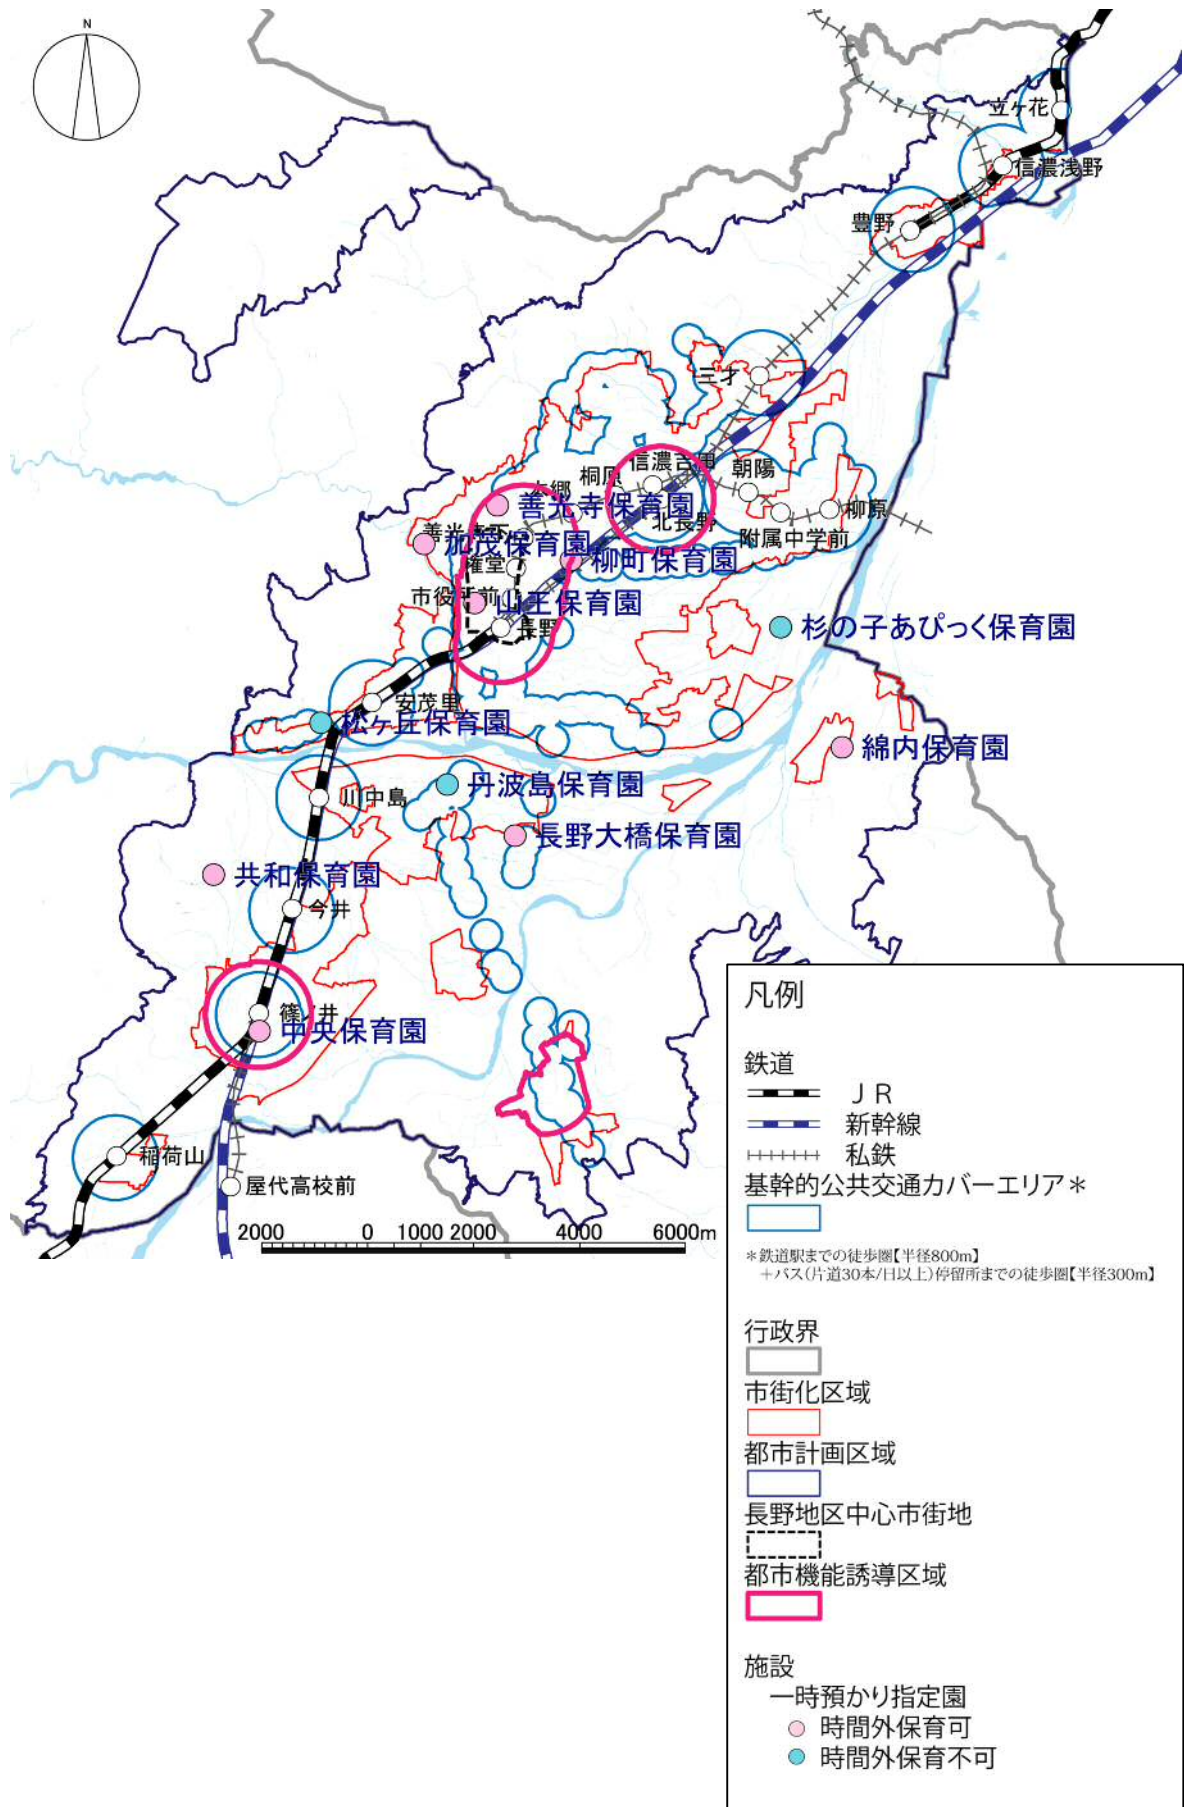 N
立ヶ花
信濃浅野
豊野
三才
信濃吉田
朝陽
桐原
本郷
善光寺保育園
北長野
柳原
附属中学前
善光寺下
加茂保育園
権堂
柳町保育園
市役所前
山王保育園
長野
杉の子あぴっく保育園
安茂里
松ヶ丘保育園
綿内保育園
丹波島保育園
川中島
長野大橋保育園
共和保育園
今井
篠ノ井
中央保育園
稲荷山
屋代高校前
2000 0 1000 2000 4000 6000m
凡例
鉄道
ＪＲ
新幹線
私鉄
基幹的公共交通カバーエリア＊
＊鉄道駅までの徒歩圏【半径800m】
＋バス（片道30本/日以上）停留所までの徒歩圏【半径300m】
行政界
市街化区域
都市計画区域
長野地区中心市街地
都市機能誘導区域
施設
一時預かり指定園
時間外保育可
時間外保育不可